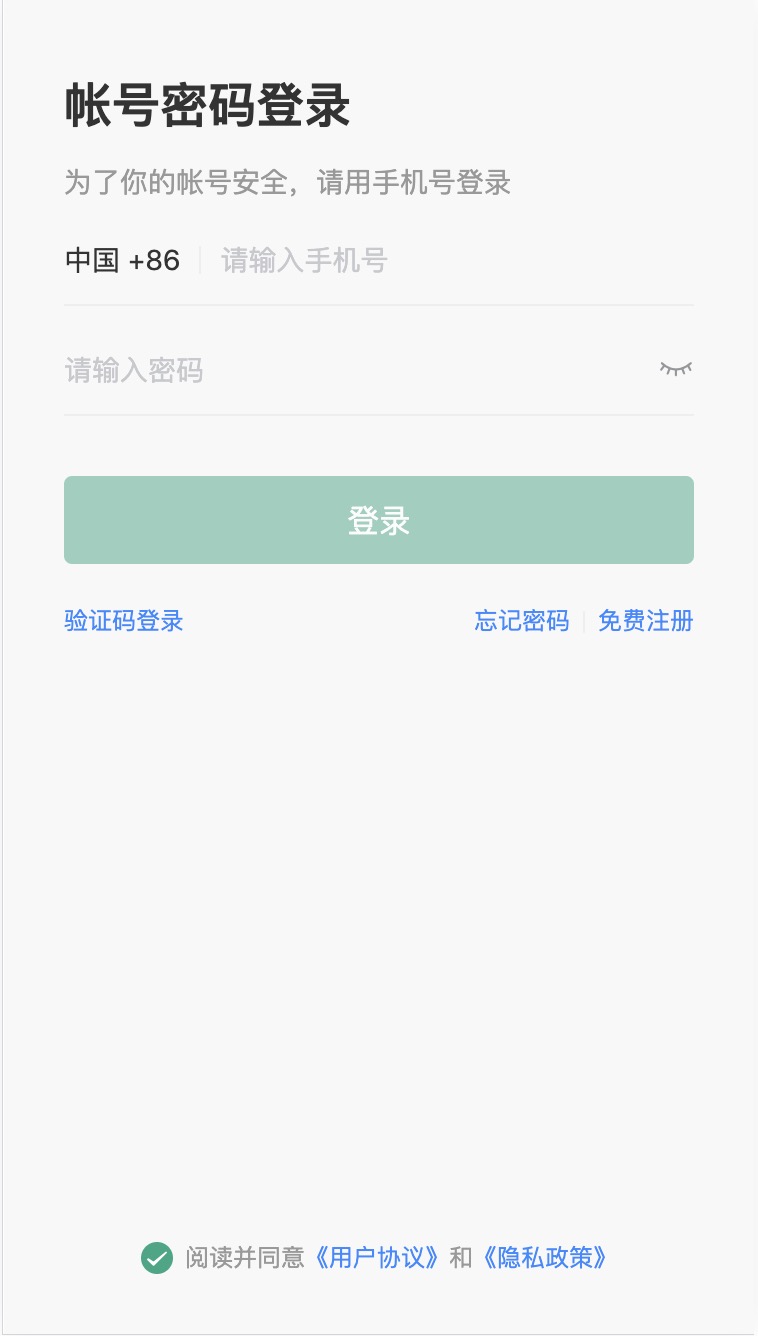 帐号密码登录
为了你的帐号安全，请用手机号登录
中国 +86 请输入手机号
请输入密码
登录
验证码登录 忘记密码 免费注册
阅读并同意《用户协议》和《隐私政策》